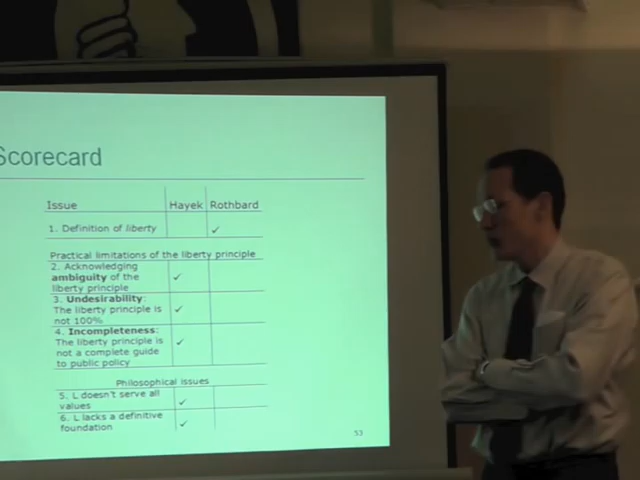 Scorecard
Issue Hayek Rothbard
1. Definition of liberty ✓
Practical limitations of the liberty principle
2. Acknowledging
ambiguity of the ✓
liberty principle
3. Undesirability:
The liberty principle is ✓
not 100%
4. Incompleteness:
The liberty principle is ✓
not a complete guide
to public policy
Philosophical issues
5. L doesn't serve all ✓
values
6. L lacks a definitive ✓
foundation
53